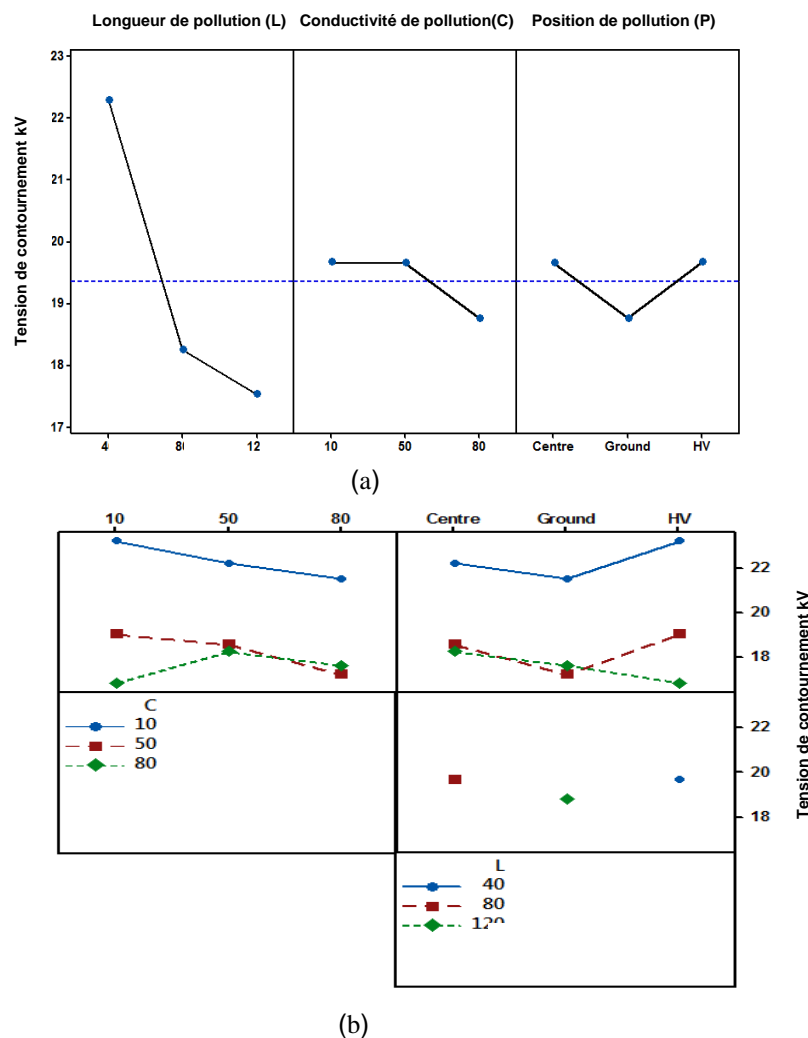 Longueur de pollution (L) Conductivité de pollution(C) Position de pollution (P)
Tension de contournement kV
23
22
21
20
19
18
17
4 8 12 10 50 80 Centre Ground HV
(a)
10 50 80 Centre Ground HV
22
20
18
Tension de contournement kV
C
10
50
80
22
20
18
L
40
80
120
(b)